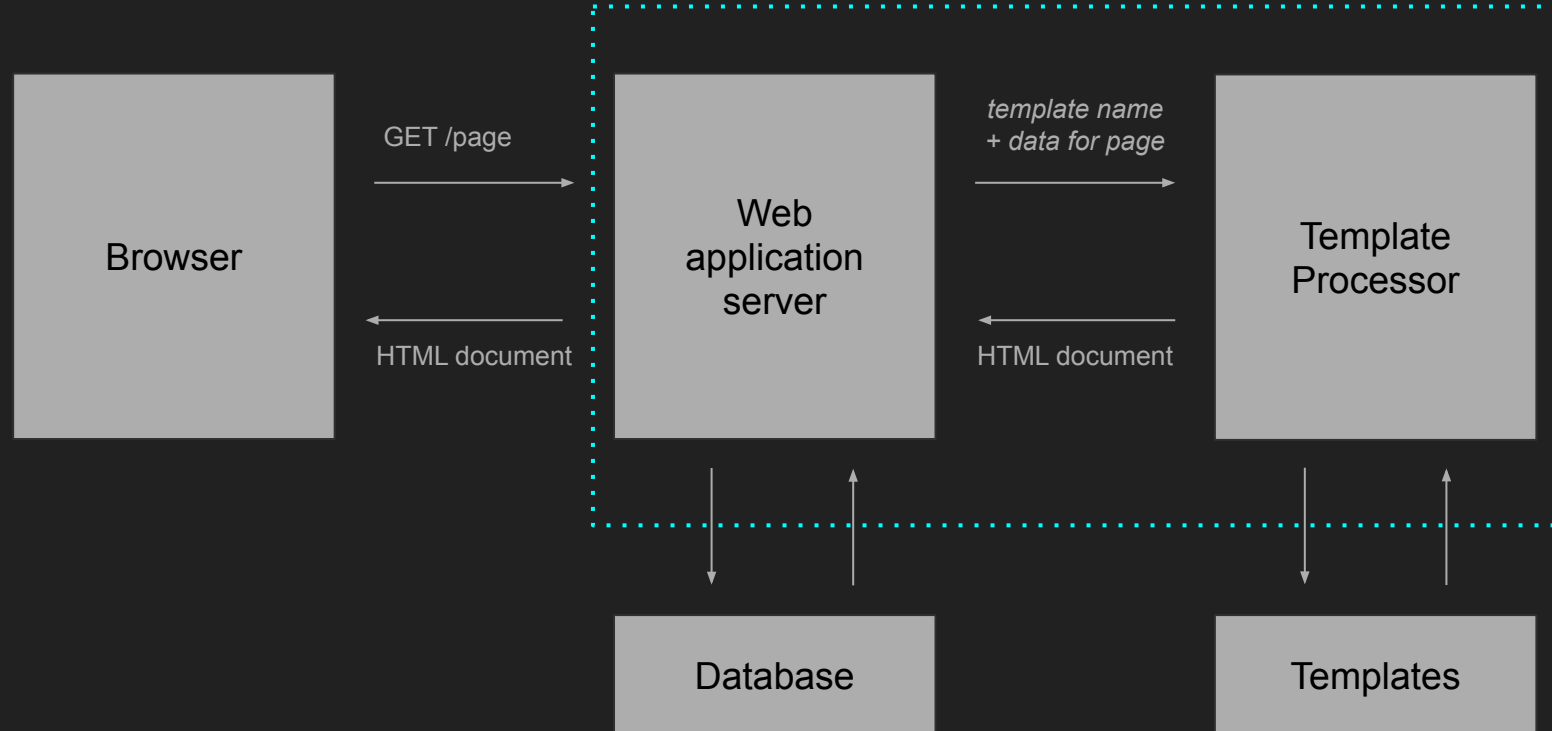 Browser
GET /page
HTML document
Web
application
server
template name
+ data for page
HTML document
Template
Processor
Database
Templates